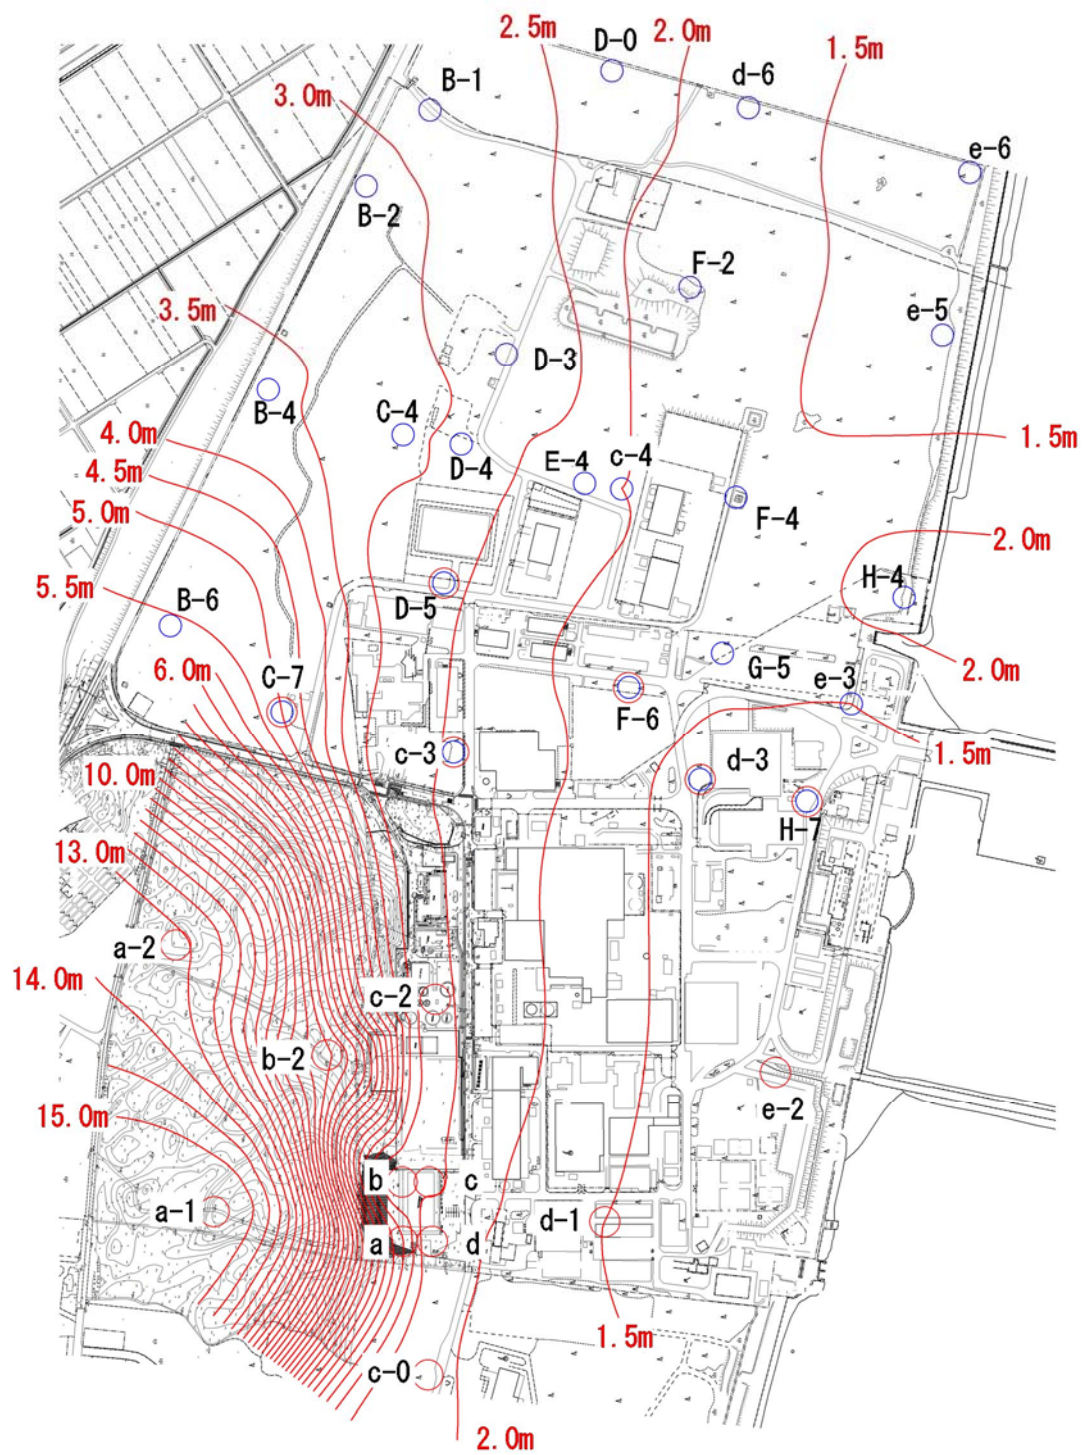 2.5m
D-0
2.0m
1.5m
B-1
3.0m
d-6
e-6
B-2
F-2
3.5m
e-5
D-3
B-4
C-4
4.0m
D-4
E-4
c-4
1.5m
4.5m
5.0m
F-4
2.0m
5.5m
B-6
D-5
H-4
6.0m
C-7
G-5
2.0m
e-3
F-6
c-3
d-3
1.5m
10.0m
H-7
13.0m
a-2
14.0m
c-2
b-2
15.0m
e-2
b
c
a-1
d-1
a
d
1.5m
c-0
2.0m